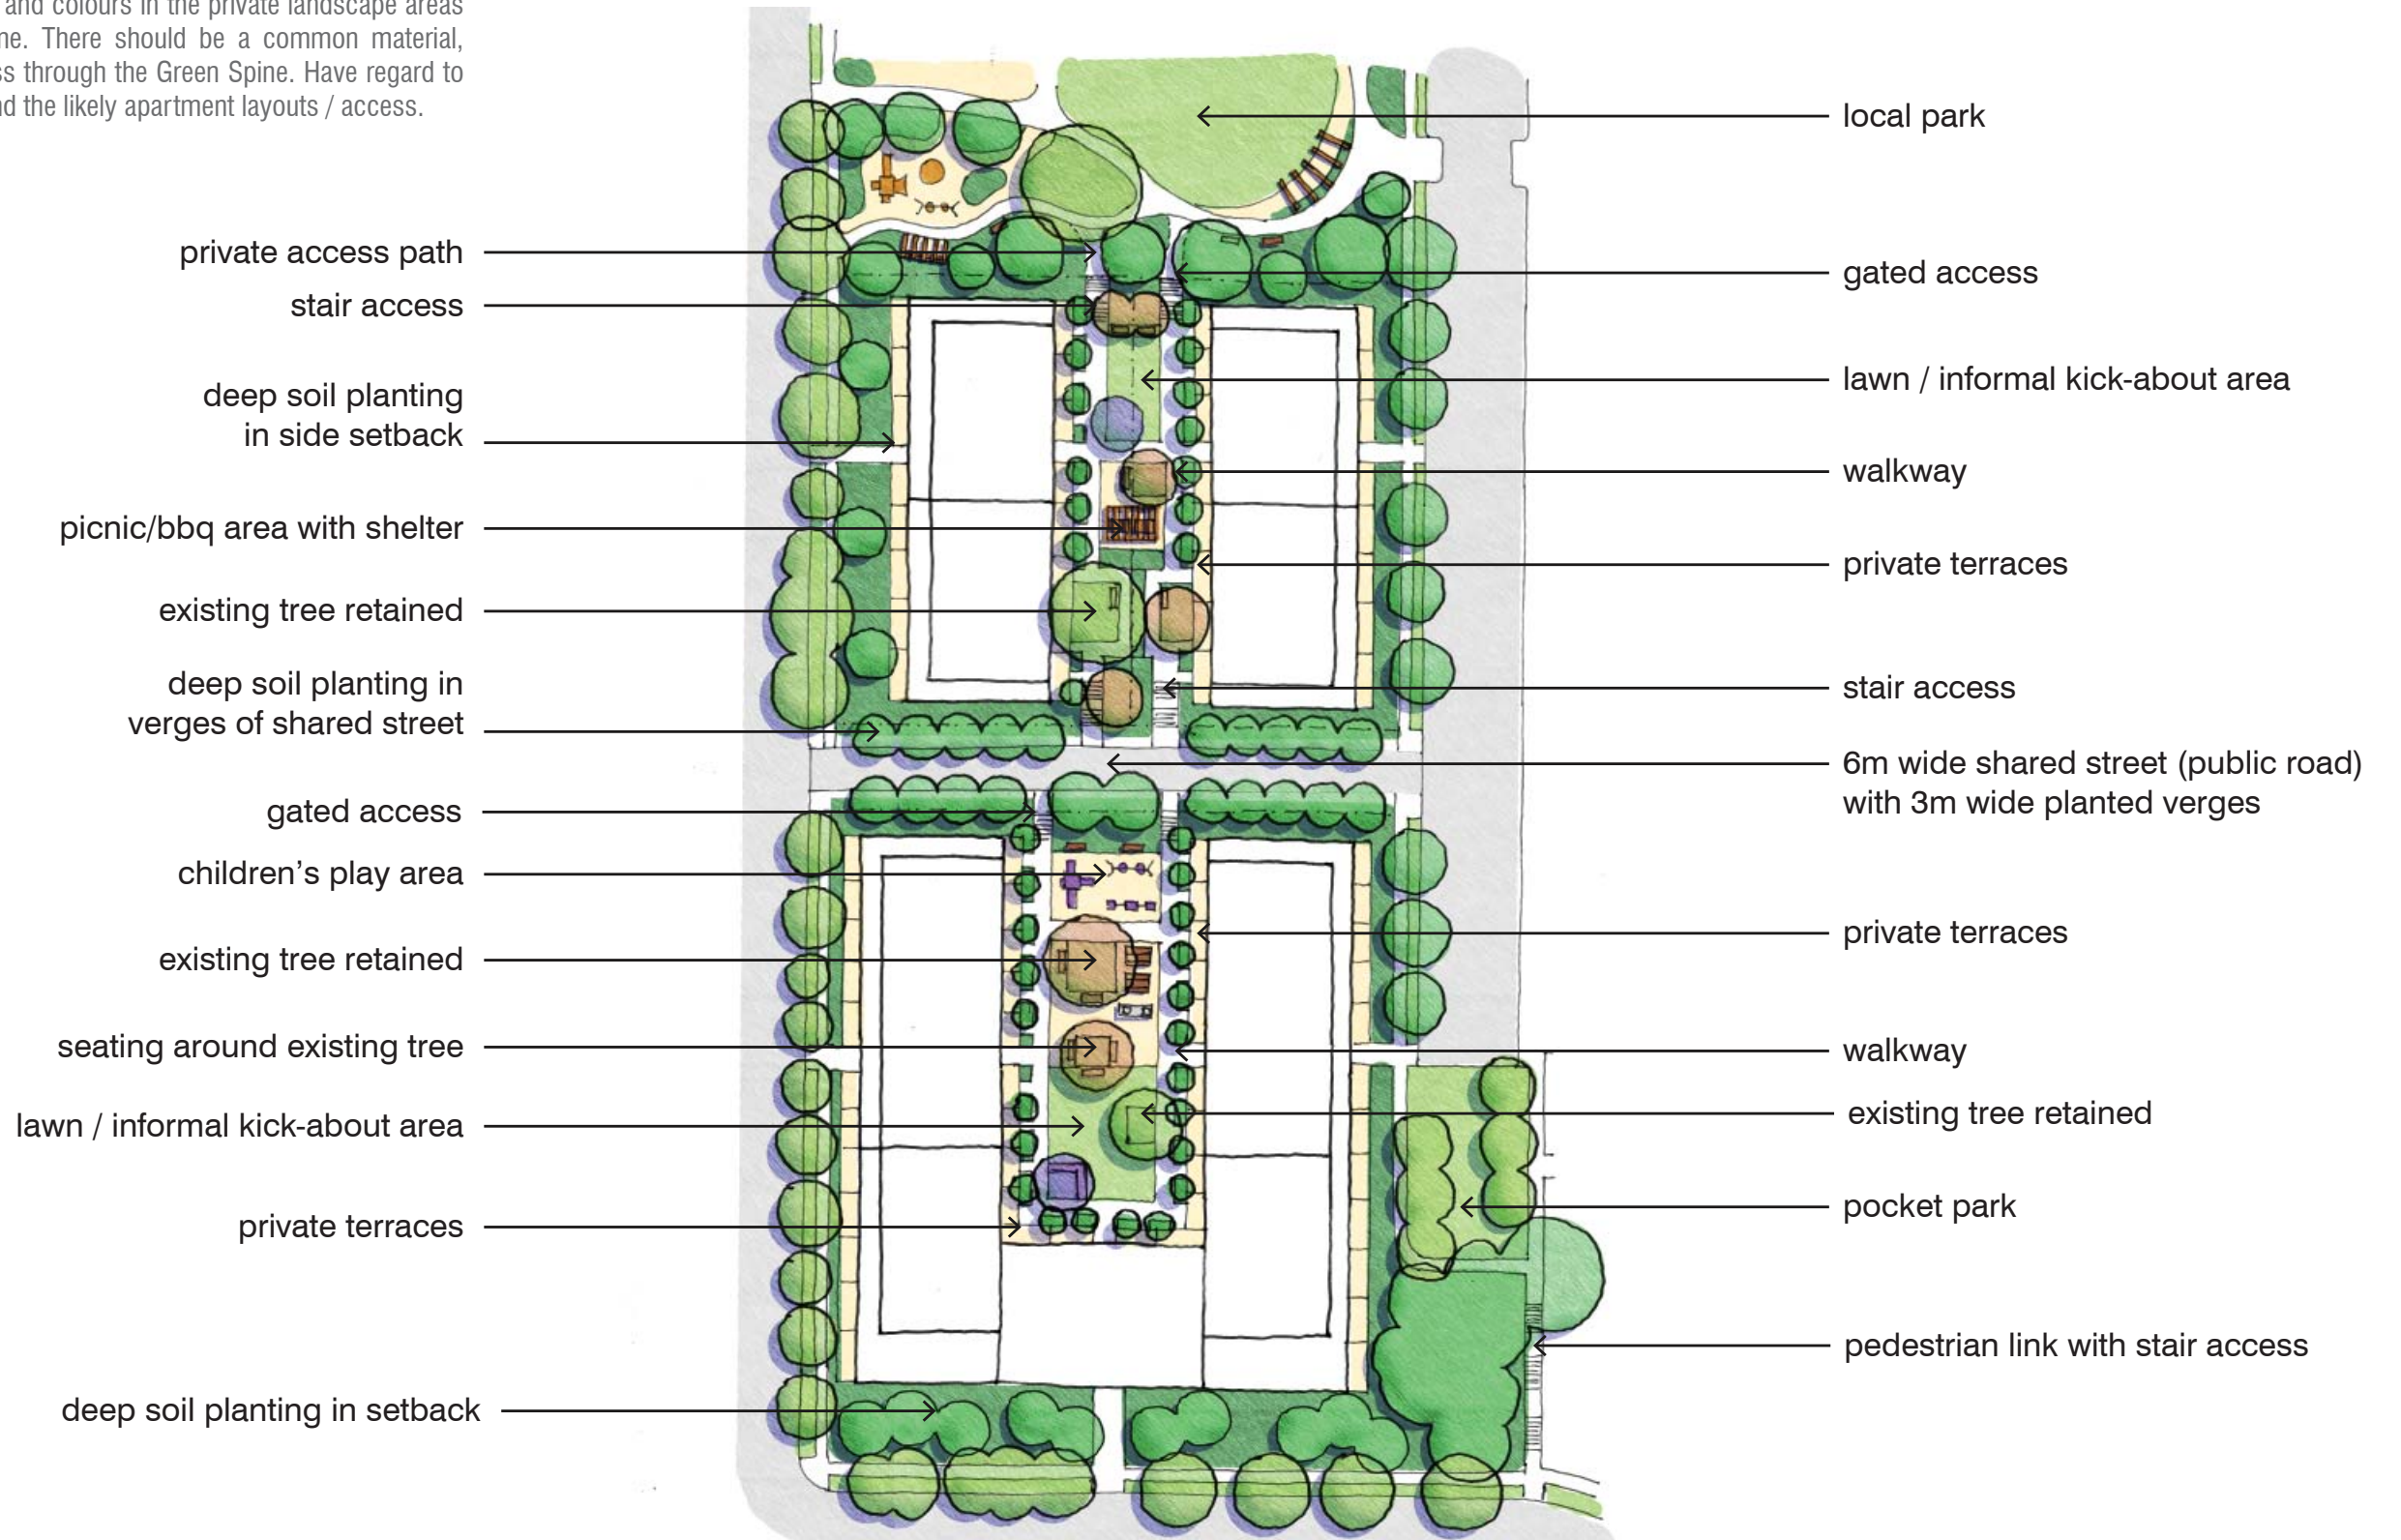 and colours in the private landscape areas
There should be a common material,
through the Green Spine. Have regard to
the likely apartment layouts / access.
private access path
stair access
deep soil planting
in side setback
picnic/bbq area with shelter
existing tree retained
deep soil planting in
verges of shared street
gated access
children's play area
existing tree retained
seating around existing tree
lawn / informal kick-about area
private terraces
deep soil planting in setback
local park
gated access
lawn / informal kick-about area
walkway
private terraces
stair access
6m wide shared street (public road)
with 3m wide planted verges
private terraces
walkway
existing tree retained
pocket park
pedestrian link with stair access